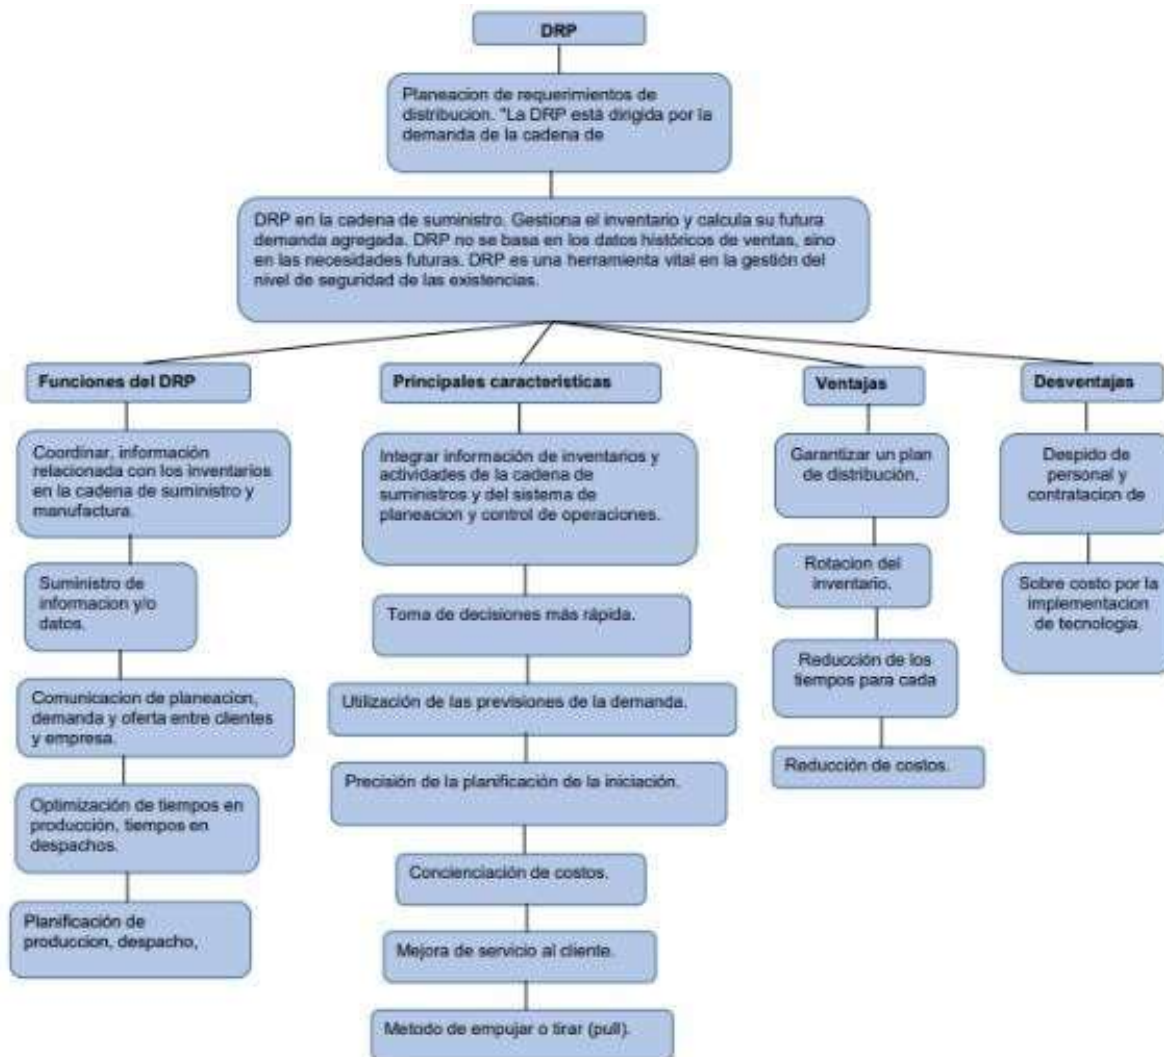 DRP
Planeacion de requerimientos de
distribucion. "La DRP está dirigida por la
demanda de la cadena de
DRP en la cadena de suministro. Gestiona el inventario y calcula su futura
demanda agregada. DRP no se basa en los datos históricos de ventas, sino
en las necesidades futuras. DRP es una herramienta vital en la gestión del
nivel de seguridad de las existencias.
Funciones del DRP
Coordinar, información
relacionada con los inventarios
en la cadena de suministro y
manufactura.
Suministro de
informacion y/o
datos.
Comunicacion de planeacion,
demanda y oferta entre clientes
y empresa.
Optimización de tiempos en
producción, tiempos en
despachos.
Planificación de
produccion, despacho,
Principales características
Integrar información de inventarios y
actividades de la cadena de
suministros y del sistema de
planeacion y control de operaciones.
Toma de decisiones más rápida.
Utilización de las previsiones de la demanda.
Precisión de la planificación de la iniciación.
Concienciación de costos.
Mejora de servicio al cliente.
Metodo de empujar o tirar (pull).
Ventajas
Garantizar un plan
de distribución.
Rotacion del
inventario.
Reducción de los
tiempos para cada
Reducción de costos.
Desventajas
Despido de
personal y
contratacion de
Sobre costo por la
implementacion
de tecnologia.